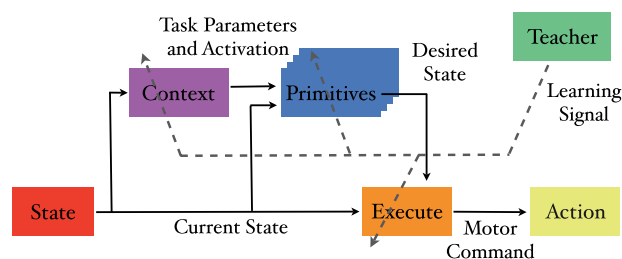 Task Parameters
and Activation
Desired
State
Teacher
Context
Primitives
Learning
Signal
State
Current State
Execute
Motor
Command
Action